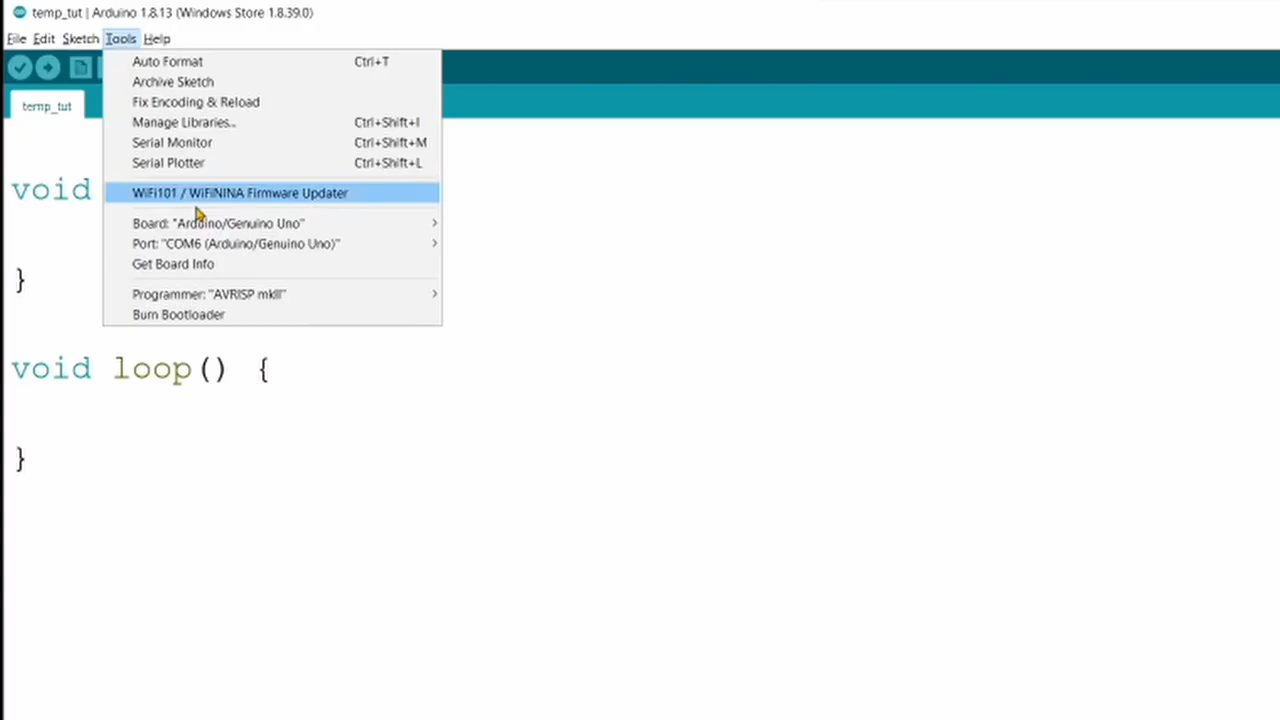 temp_tut | Arduino 1.8.13 (Windows Store 1.8.39.0)
File Edit Sketch Tools Help
Auto Format Ctrl+T
Archive Sketch
temp_tut
Fix Encoding & Reload
Manage Libraries... Ctrl+Shift+I
Serial Monitor Ctrl+Shift+M
Serial Plotter Ctrl+Shift+L
void
WiFi101 / WiFiNINA Firmware Updater
Board: "Arduino/Genuino Uno"
Port: "COM6 (Arduino/Genuino Uno)"
Get Board Info
}
Programmer: "AVRISP mkII"
Burn Bootloader
void loop() {
}